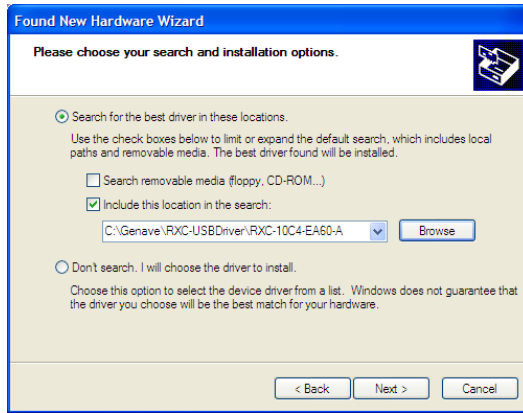 Found New Hardware Wizard
Please choose your search and installation options.
Search for the best driver in these locations.
Use the check boxes below to limit or expand the default search, which includes local
paths and removable media. The best driver found will be installed.
Search removable media (floppy, CD-ROM...)
Include this location in the search:
C:\Genave\RXC-USBDriver\RXC-10C4-EA60-A
Browse
Don't search. I will choose the driver to install.
Choose this option to select the device driver from a list. Windows does not guarantee that
the driver you choose will be the best match for your hardware.
< Back
Next >
Cancel